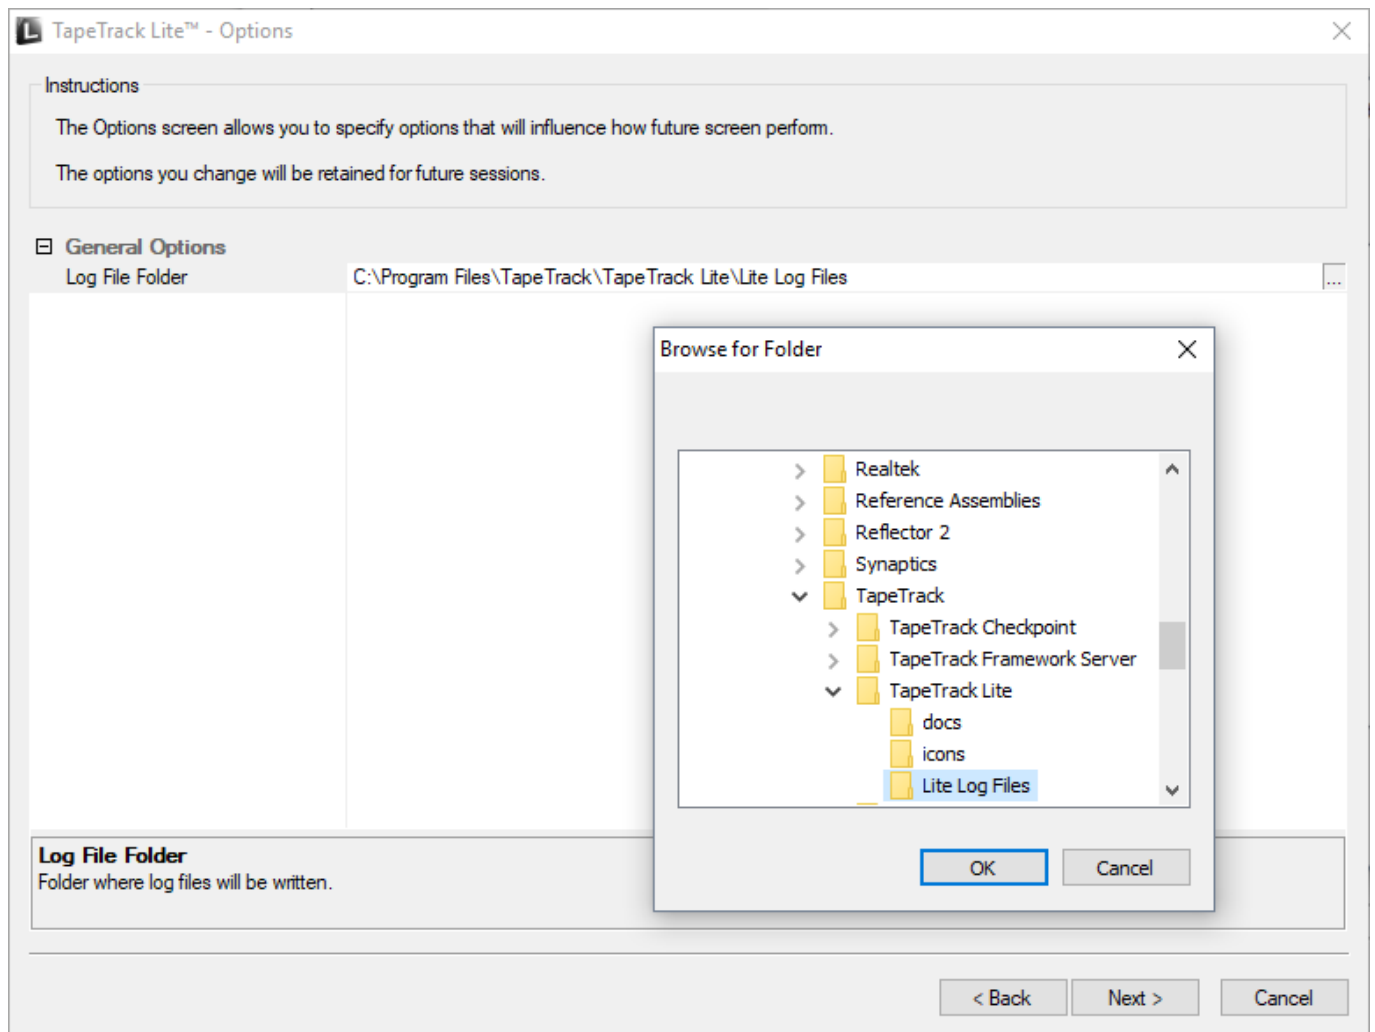 TapeTrack Lite™ - Options
Instructions
The Options screen allows you to specify options that will influence how future screen perform.
The options you change will be retained for future sessions.
General Options
Log File Folder C:\Program Files\TapeTrack\TapeTrack Lite\Lite Log Files ...
Browse for Folder
Realtek
Reference Assemblies
Reflector 2
Synaptics
TapeTrack
TapeTrack Checkpoint
TapeTrack Framework Server
TapeTrack Lite
docs
icons
Lite Log Files
OK Cancel
Log File Folder
Folder where log files will be written.
< Back Next > Cancel